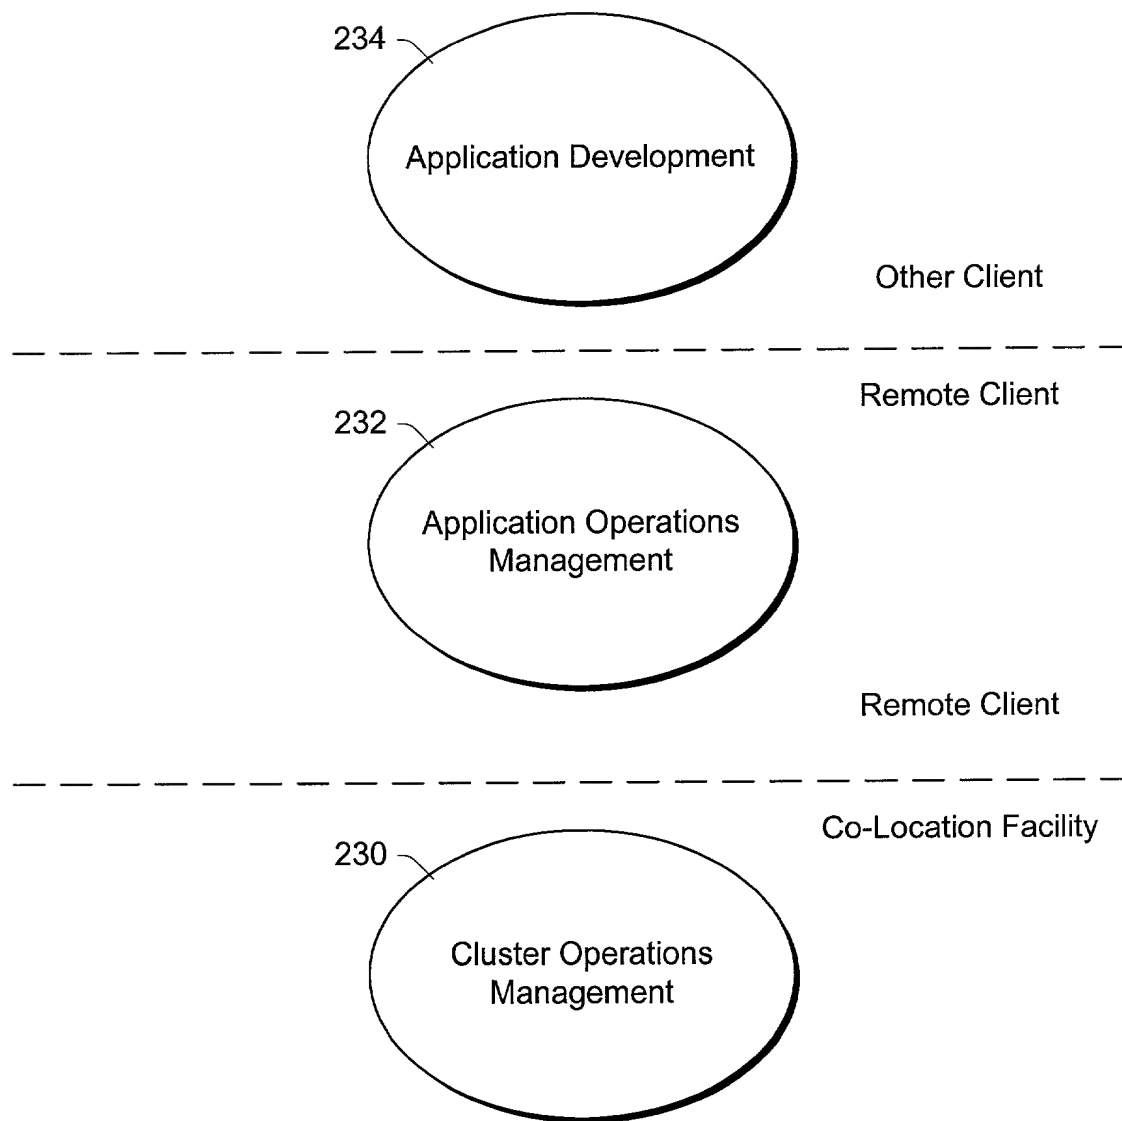 234
Application Development
Other Client
Remote Client
232
Application Operations
Management
Remote Client
Co-Location Facility
230
Cluster Operations
Management